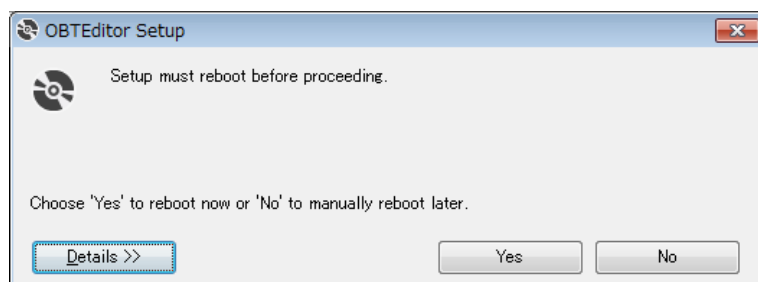 OBTEditor Setup
Setup must reboot before proceeding.
Choose 'Yes' to reboot now or 'No' to manually reboot later.
Details >>
Yes
No